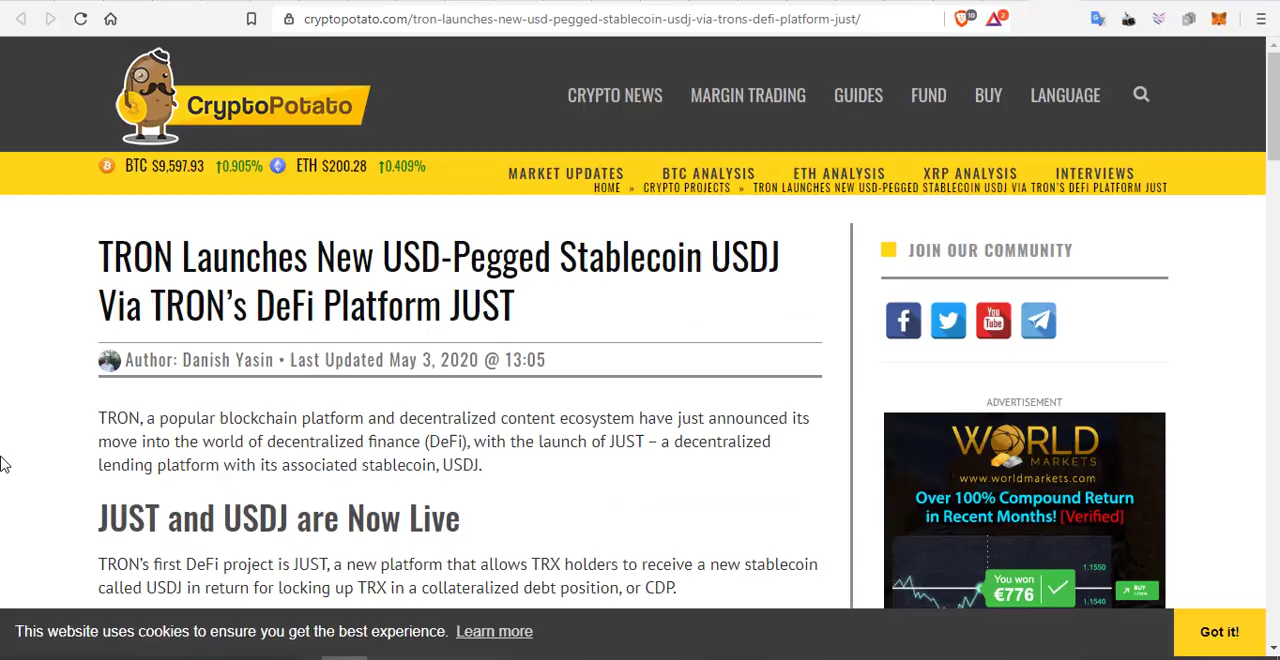 cryptopotato.com/tron-launches-new-usd-pegged-stablecoin-usdj-via-trons-defi-platform-just/
10
2
CryptoPotato
CRYPTO NEWS MARGIN TRADING GUIDES FUND BUY LANGUAGE
BTC $9,597.93 ↑0.905% ETH $200.28 ↑0.409%
MARKET UPDATES BTC ANALYSIS ETH ANALYSIS XRP ANALYSIS INTERVIEWS
HOME » CRYPTO PROJECTS » TRON LAUNCHES NEW USD-PEGGED STABLECOIN USDJ VIA TRON'S DEFI PLATFORM JUST
TRON Launches New USD-Pegged Stablecoin USDJ
Via TRON’s DeFi Platform JUST
Author: Danish Yasin • Last Updated May 3, 2020 @ 13:05
TRON, a popular blockchain platform and decentralized content ecosystem have just announced its
move into the world of decentralized finance (DeFi), with the launch of JUST – a decentralized
lending platform with its associated stablecoin, USDJ.
JUST and USDJ are Now Live
TRON’s first DeFi project is JUST, a new platform that allows TRX holders to receive a new stablecoin
called USDJ in return for locking up TRX in a collateralized debt position, or CDP.
JOIN OUR COMMUNITY
You
Tube
ADVERTISEMENT
WORLD
MARKETS
www.worldmarkets.com
Over 100% Compound Return
in Recent Months! [Verified]
1.1550
You won
€776
BUY
1.1540
This website uses cookies to ensure you get the best experience. Learn more
Got it!